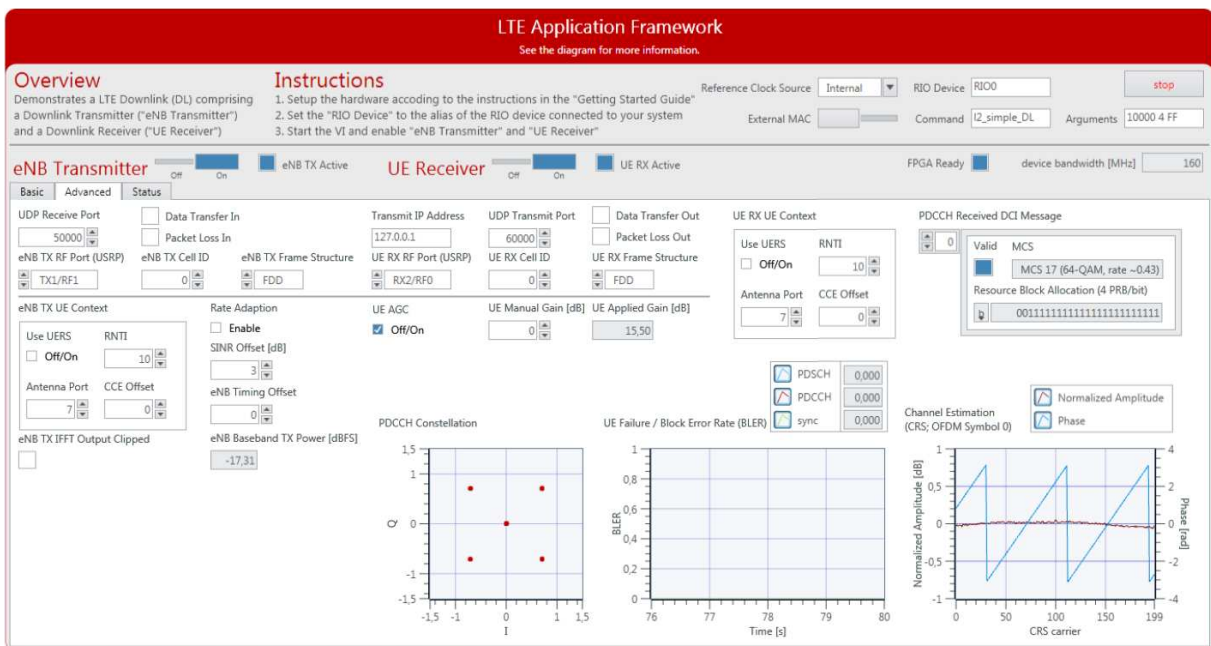 LTE Application Framework
See the diagram for more information.
Overview
Demonstrates a LTE Downlink (DL) comprising
a Downlink Transmitter ("eNB Transmitter")
and a Downlink Receiver ("UE Receiver")
Instructions
1. Setup the hardware accoding to the instructions in the "Getting Started Guide"
2. Set the "RIO Device" to the alias of the RIO device connected to your system
3. Start the VI and enable "eNB Transmitter" and "UE Receiver"
Reference Clock Source Internal
RIO Device RIO0
stop
External MAC
Command l2_simple_DL
Arguments 10000 4 FF
eNB Transmitter Off On eNB TX Active
UE Receiver Off On UE RX Active
FPGA Ready
device bandwidth [MHz] 160
Basic Advanced Status
UDP Receive Port
50000
Data Transfer In
Packet Loss In
Transmit IP Address
127.0.0.1
UDP Transmit Port
60000
Data Transfer Out
Packet Loss Out
eNB TX RF Port (USRP)
TX1/RF1
eNB TX Cell ID
0
eNB TX Frame Structure
FDD
UE RX RF Port (USRP)
RX2/RF0
UE RX Cell ID
0
UE RX Frame Structure
FDD
UE RX UE Context
Use UERS
Off/On
RNTI
10
Antenna Port
7
CCE Offset
0
PDCCH Received DCI Message
0
Valid
MCS
MCS 17 (64-QAM, rate ~0.43)
Resource Block Allocation (4 PRB/bit)
b
0011111111111111111111111
eNB TX UE Context
Use UERS
Off/On
RNTI
10
Antenna Port
7
CCE Offset
0
eNB TX IFFT Output Clipped
Rate Adaption
Enable
SINR Offset [dB]
3
eNB Timing Offset
0
eNB Baseband TX Power [dBFS]
-17,31
UE AGC
Off/On
UE Manual Gain [dB]
0
UE Applied Gain [dB]
15,50
PDCCH Constellation
1,5
1
0
-1
-1,5
Q
-1,5 -1 0 1 1,5
I
PDSCH 0,000
PDCCH 0,000
sync 0,000
UE Failure / Block Error Rate (BLER)
1
0,8
0,6
0,4
0,2
0
BLER
76 77 78 79 80
Time [s]
Channel Estimation
(CRS; OFDM Symbol 0)
Normalized Amplitude
Phase
1
0,5
0
-0,5
-1
Normalized Amplitude [dB]
4
2
0
-2
-4
Phase [rad]
0 50 100 150 199
CRS carrier